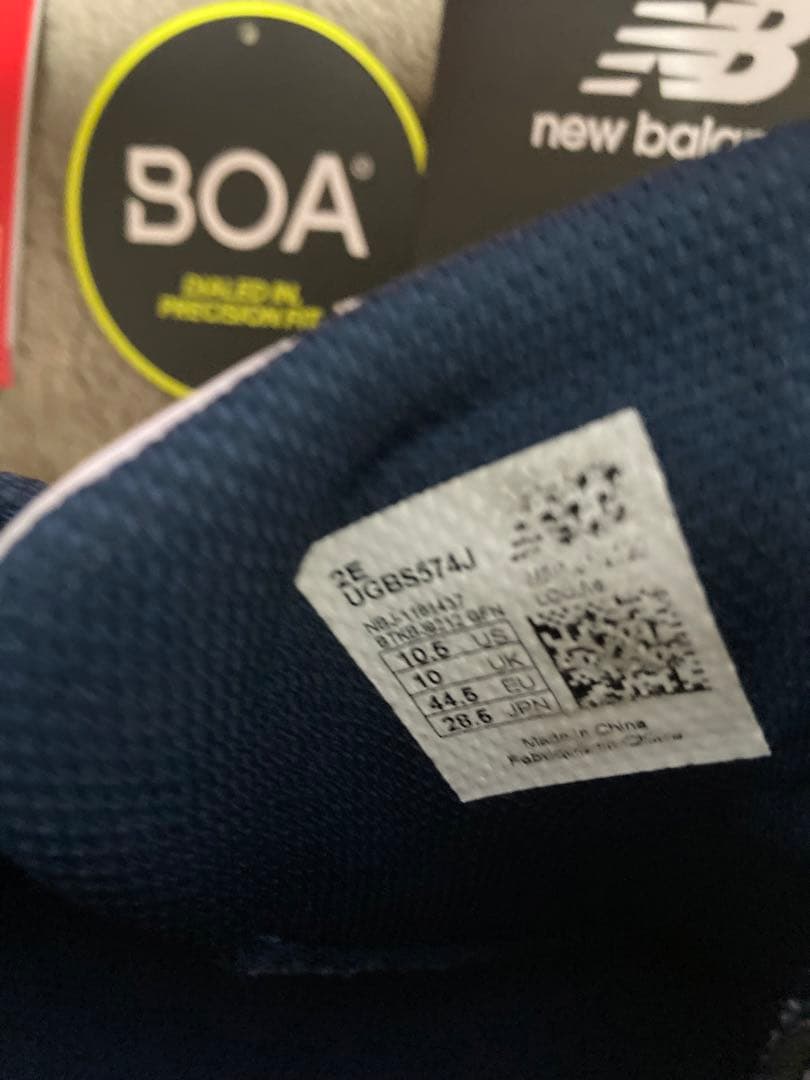 BOA
DIALED IN.
PRECISION FIT
new balan
2E
UGBS574J
10.5 US
10 UK
44.5 EU
28.5 JPN
Made in China